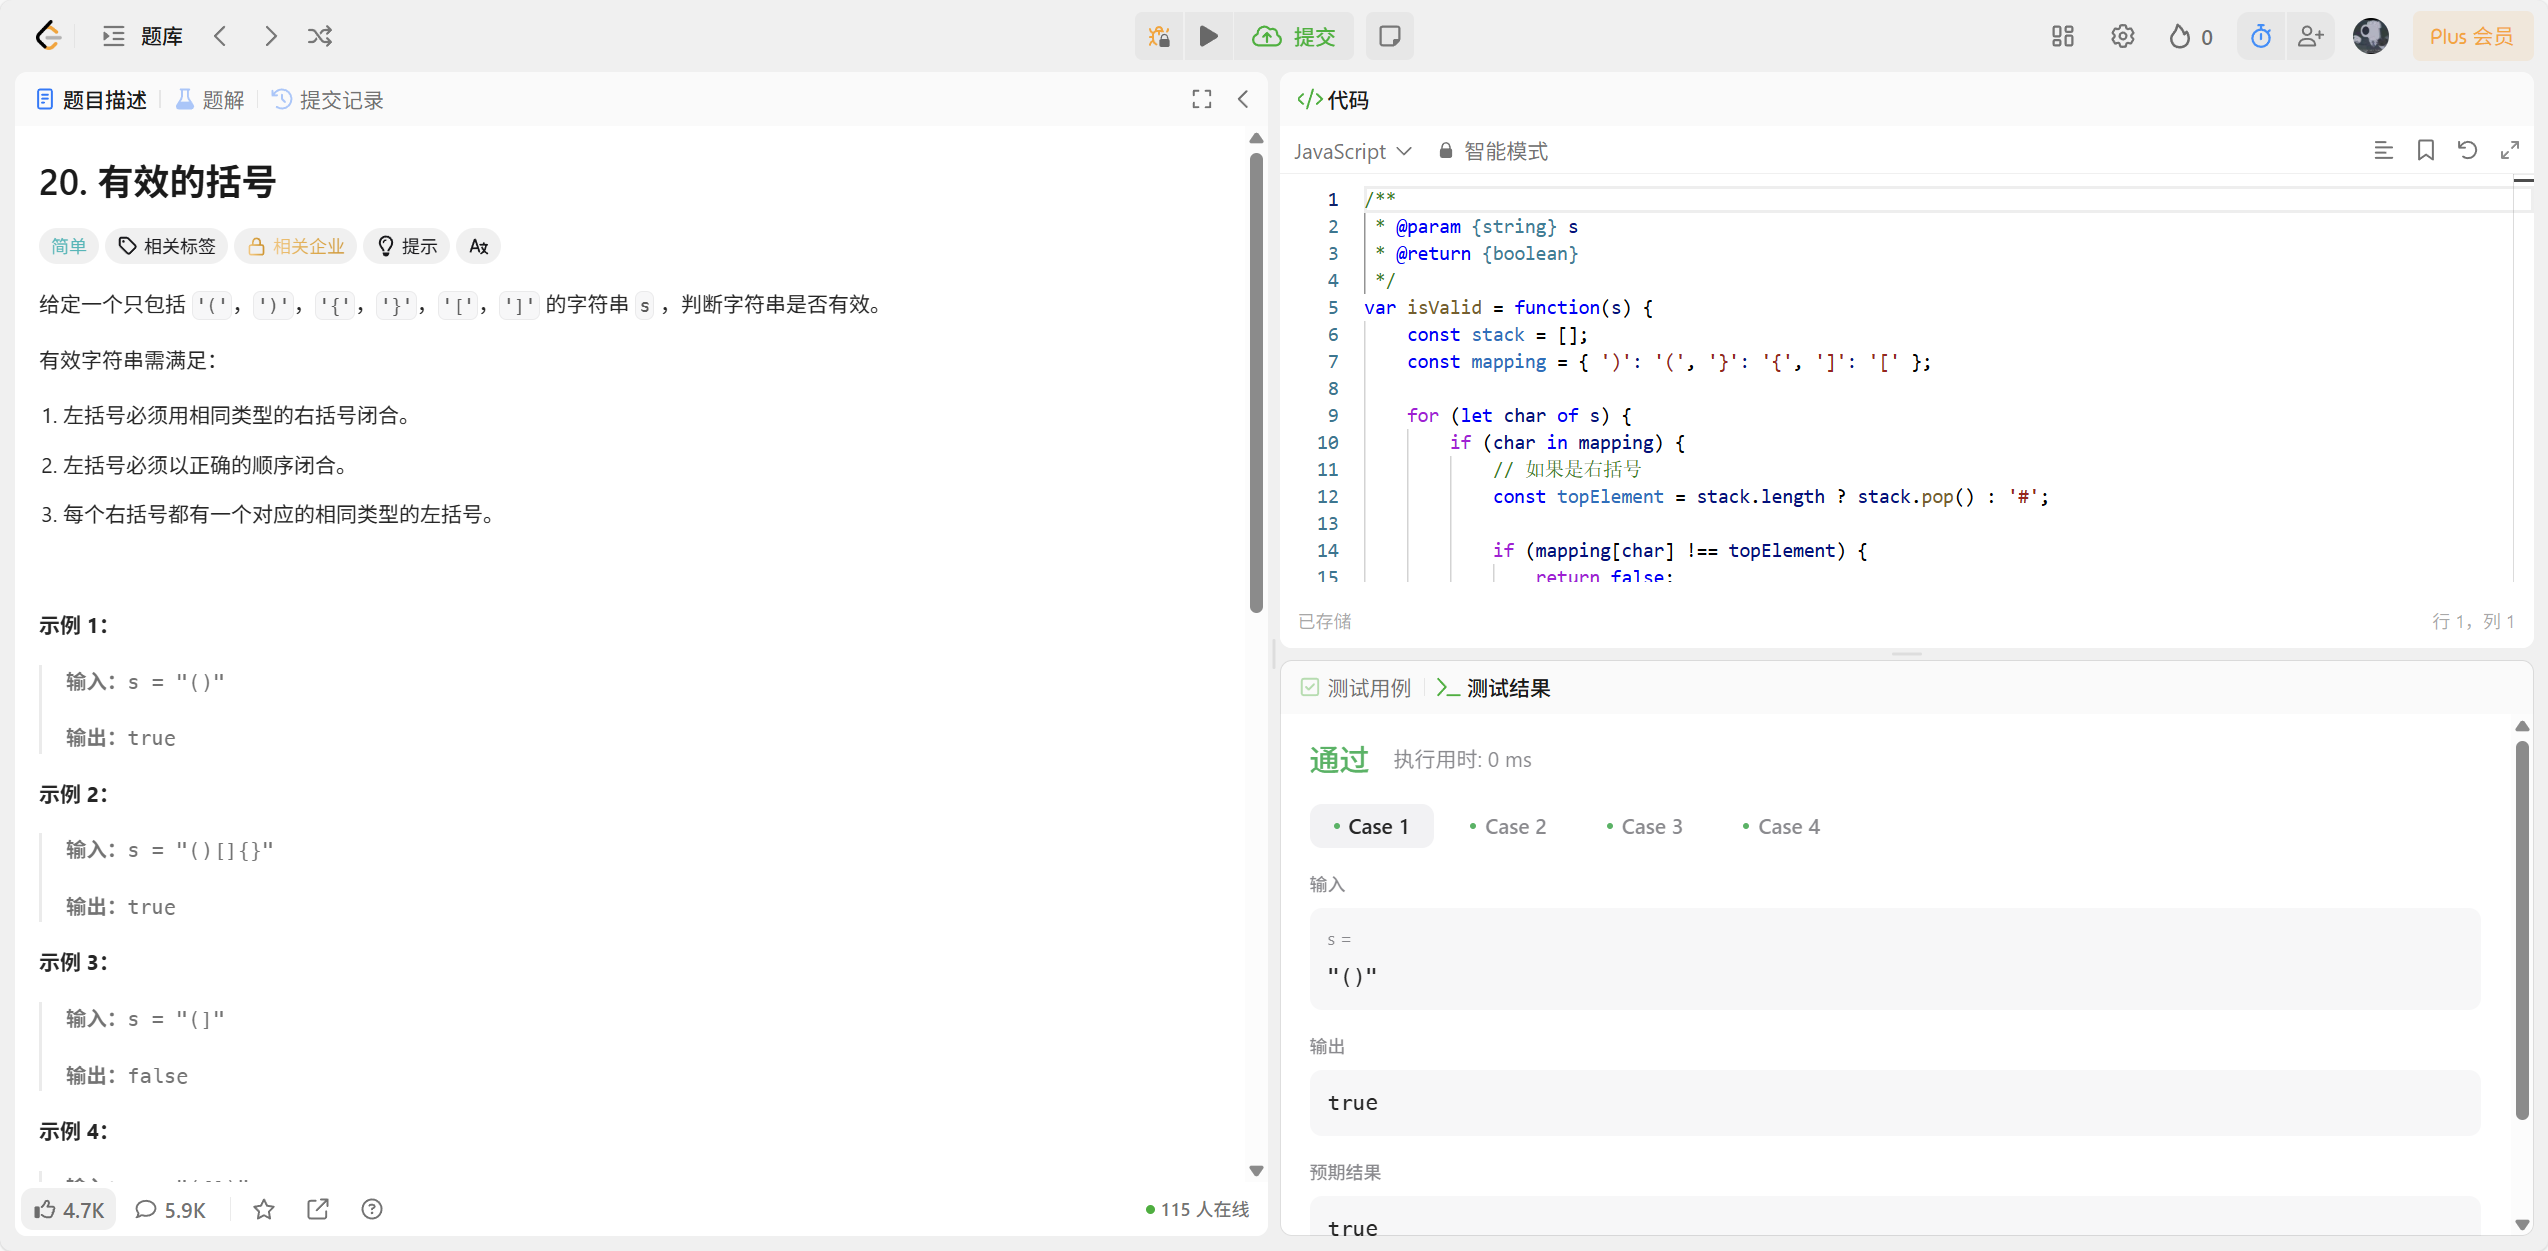 题库
提交
0
Plus 会员
题目描述
题解
提交记录
20. 有效的括号
简单
相关标签
相关企业
提示
给定一个只包括 '('，')'，'{'，'}'，'['，']' 的字符串 s ，判断字符串是否有效。
有效字符串需满足：
1. 左括号必须用相同类型的右括号闭合。
2. 左括号必须以正确的顺序闭合。
3. 每个右括号都有一个对应的相同类型的左括号。
示例 1：
输入：s = "()"
输出：true
示例 2：
输入：s = "()[]{}"
输出：true
示例 3：
输入：s = "(]"
输出：false
示例 4：
4.7K
5.9K
115 人在线
</>代码
JavaScript
智能模式
1 /**
2  * @param {string} s
3  * @return {boolean}
4  */
5 var isValid = function(s) {
6     const stack = [];
7     const mapping = { ')': '(', '}': '{', ']': '[' };
8
9     for (let char of s) {
10         if (char in mapping) {
11             // 如果是右括号
12             const topElement = stack.length ? stack.pop() : '#';
13
14             if (mapping[char] !== topElement) {
15                 return false;
已存储
行 1，列 1
测试用例
测试结果
通过
执行用时: 0 ms
Case 1
Case 2
Case 3
Case 4
输入
s =
"()"
输出
true
预期结果
true